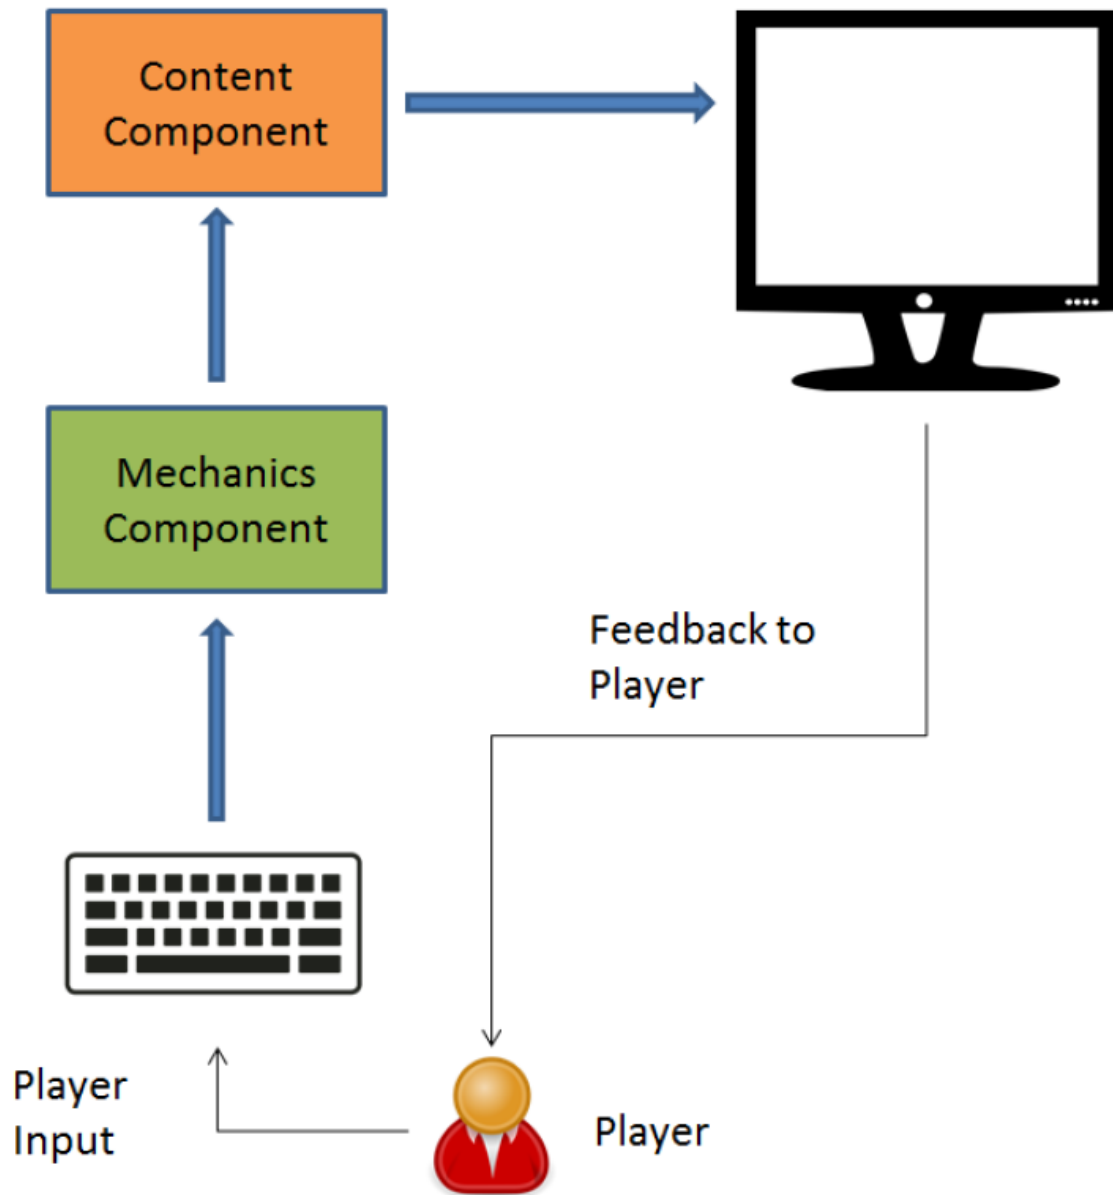 Content
Component
Mechanics
Component
Feedback to
Player
Player
Input
Player